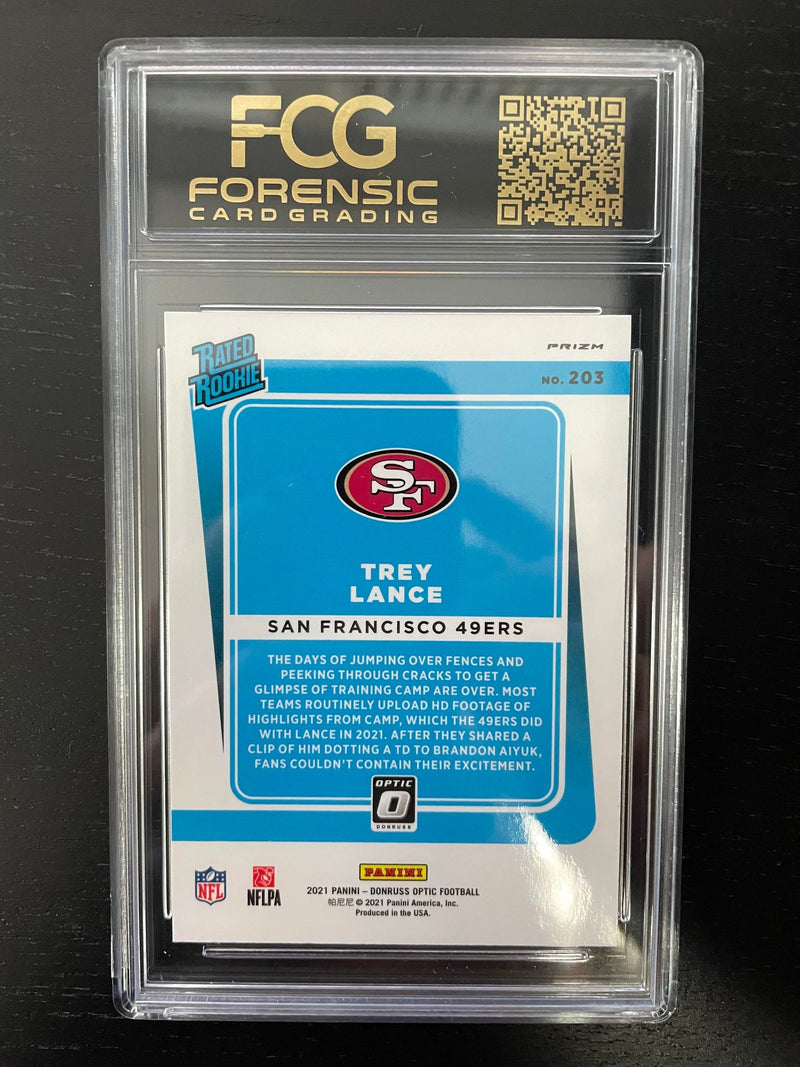 FCG
FORENSIC
CARD GRADING
RATED
ROOKIE
PRIZM
NO. 203
SF
TREY
LANCE
SAN FRANCISCO 49ERS
THE DAYS OF JUMPING OVER FENCES AND
PEEKING THROUGH CRACKS TO GET A
GLIMPSE OF TRAINING CAMP ARE OVER. MOST
TEAMS ROUTINELY UPLOAD HD FOOTAGE OF
HIGHLIGHTS FROM CAMP, WHICH THE 49ERS DID
WITH LANCE IN 2021. AFTER THEY SHARED A
CLIP OF HIM DOTTING A TD TO BRANDON AIYUK,
FANS COULDN'T CONTAIN THEIR EXCITEMENT.
OPTIC
O
DONRUSS
PANINI
NFL
NFLPA
2021 PANINI – DONRUSS OPTIC FOOTBALL
帕尼尼 © 2021 Panini America, Inc.
Produced in the USA.